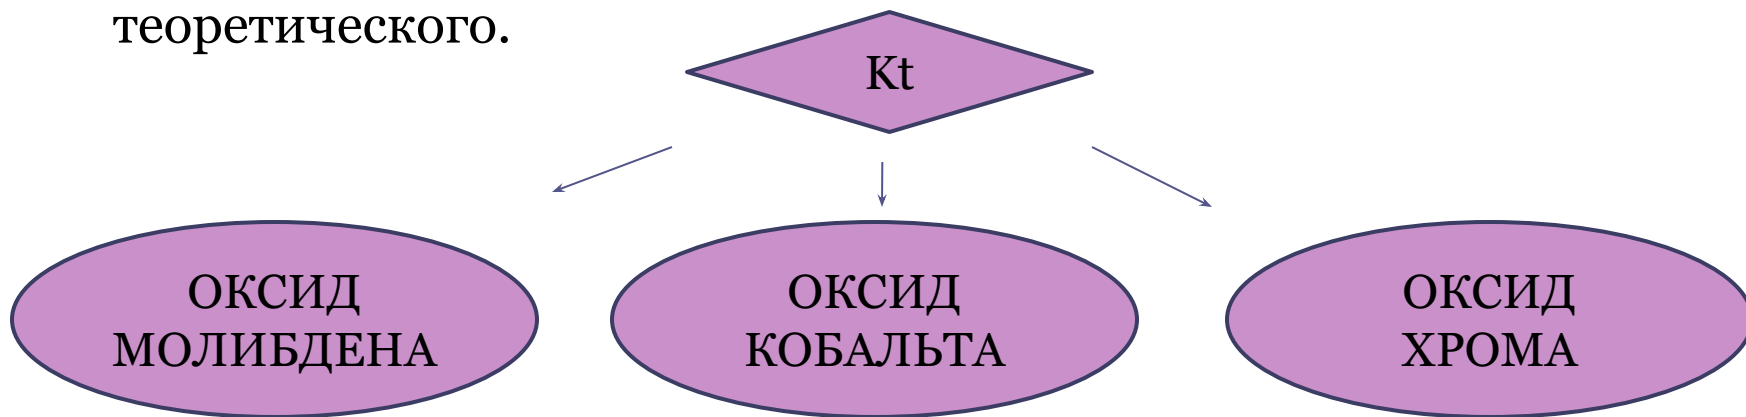 теоретического.
Kt
ОКСИД
МОЛИБДЕНА
ОКСИД
КОБАЛЬТА
ОКСИД
ХРОМА